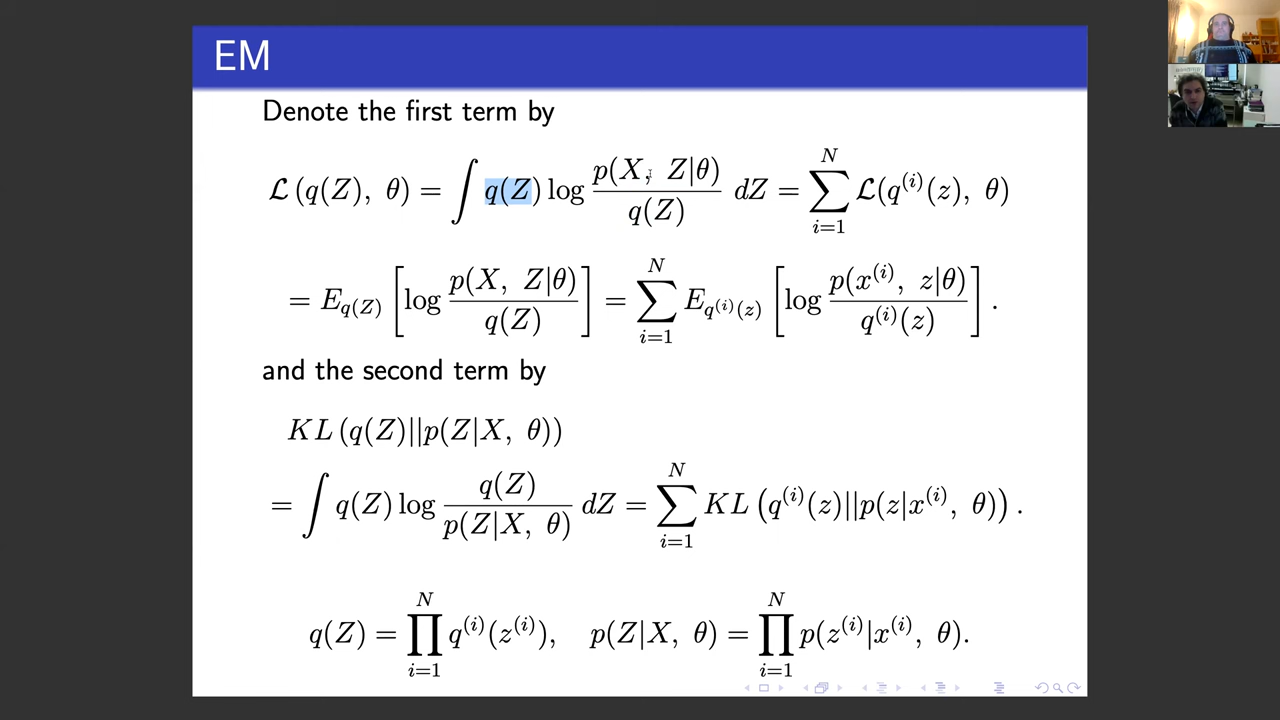 EM
Denote the first term by
ℒ (q(Z), θ) = ∫ q(Z) log p(X, Z|θ) / q(Z) dZ = ∑_{i=1}^{N} ℒ(q^{(i)}(z), θ)
= E_{q(Z)} [log p(X, Z|θ) / q(Z)] = ∑_{i=1}^{N} E_{q^{(i)}(z)} [log p(x^{(i)}, z|θ) / q^{(i)}(z)] .
and the second term by
KL (q(Z)||p(Z|X, θ))
= ∫ q(Z) log q(Z) / p(Z|X, θ) dZ = ∑_{i=1}^{N} KL (q^{(i)}(z)||p(z|x^{(i)}, θ)) .
q(Z) = ∏_{i=1}^{N} q^{(i)}(z^{(i)}), p(Z|X, θ) = ∏_{i=1}^{N} p(z^{(i)}|x^{(i)}, θ).